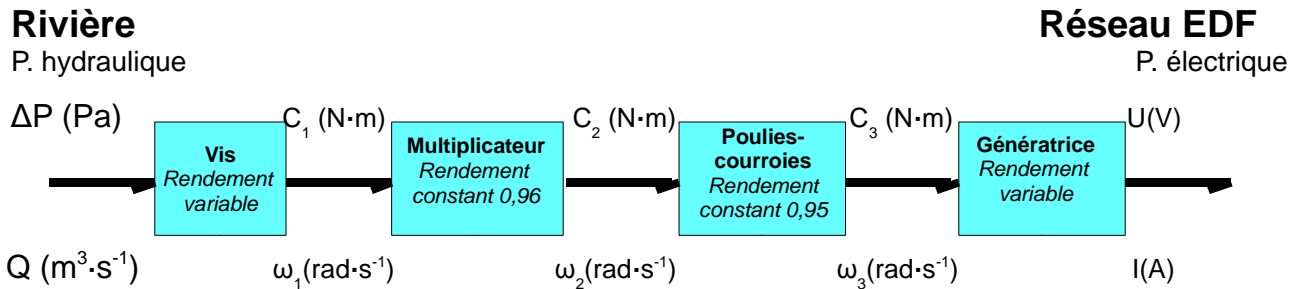 Rivière
P. hydraulique
Réseau EDF
P. électrique
ΔP (Pa)
C₁ (N·m)
C₂ (N·m)
C₃ (N·m)
U(V)
Vis
Rendement
variable
Multiplicateur
Rendement
constant 0,96
Poulies-
courroies
Rendement
constant 0,95
Génératrice
Rendement
variable
Q (m³·s⁻¹)
ω₁(rad·s⁻¹)
ω₂(rad·s⁻¹)
ω₃(rad·s⁻¹)
I(A)